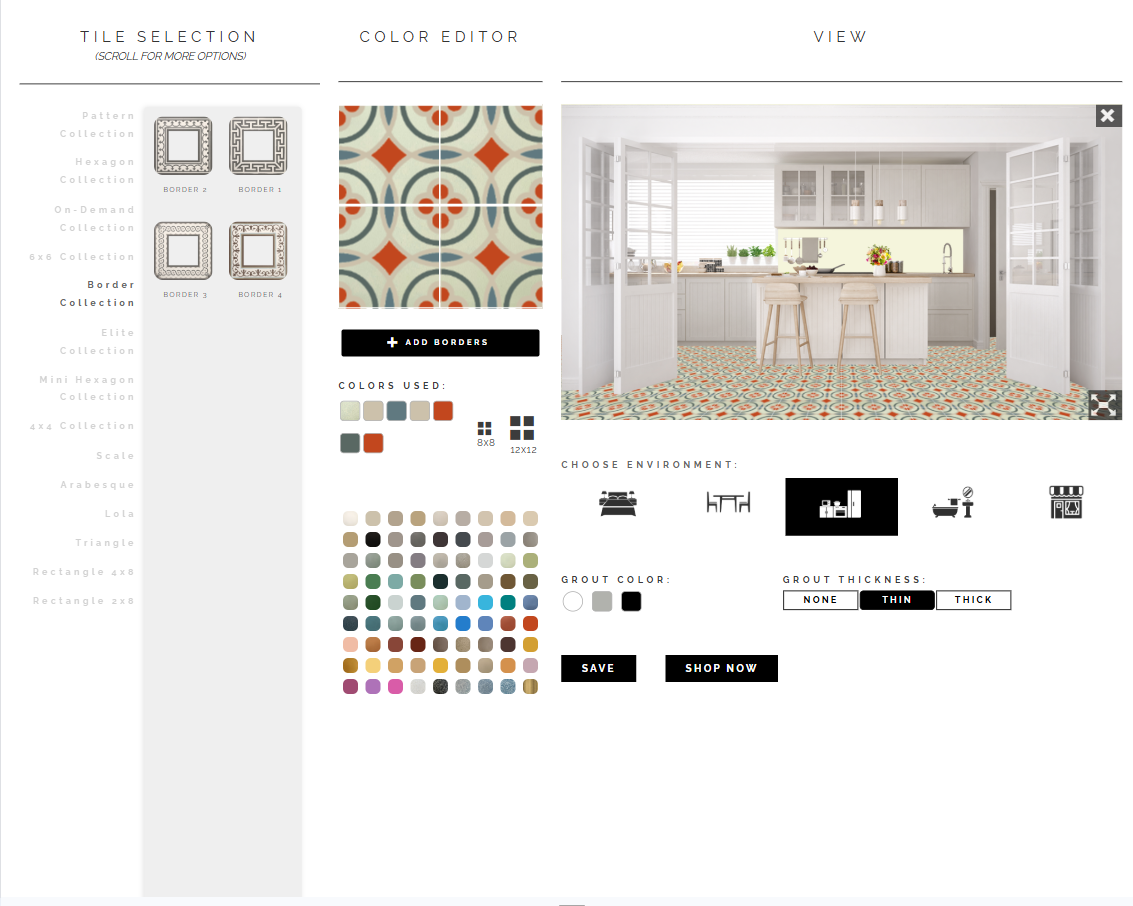 TILE SELECTION
(SCROLL FOR MORE OPTIONS)
Pattern
Collection
Hexagon
Collection
On-Demand
Collection
6x6 Collection
Border
Collection
Elite
Collection
Mini Hexagon
Collection
4x4 Collection
Scale
Arabesque
Lola
Triangle
Rectangle 4x8
Rectangle 2x8
BORDER 2
BORDER 1
BORDER 3
BORDER 4
COLOR EDITOR
ADD BORDERS
COLORS USED:
8X8
12X12
VIEW
CHOOSE ENVIRONMENT:
GROUT COLOR:
GROUT THICKNESS:
NONE
THIN
THICK
SAVE
SHOP NOW